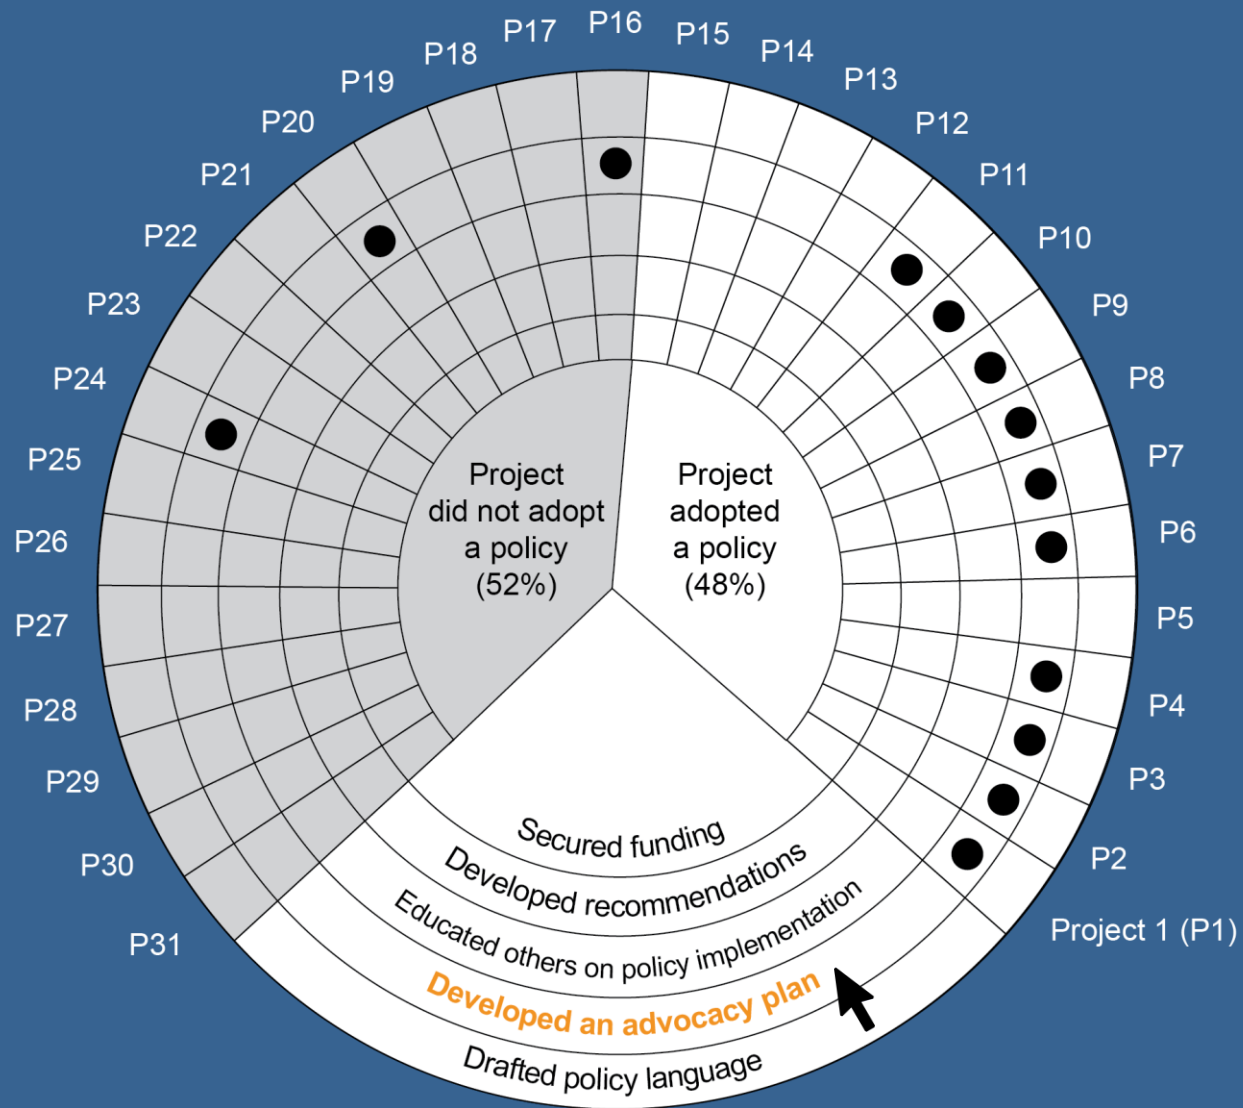 P16
P15
P14
P13
P12
P11
P10
P9
P8
P7
P6
P5
P4
P3
P2
Project 1 (P1)
P17
P18
P19
P20
P21
P22
P23
P24
P25
P26
P27
P28
P29
P30
P31
Project
did not adopt
a policy
(52%)
Project
adopted
a policy
(48%)
Secured funding
Developed recommendations
Educated others on policy implementation
Developed an advocacy plan
Drafted policy language